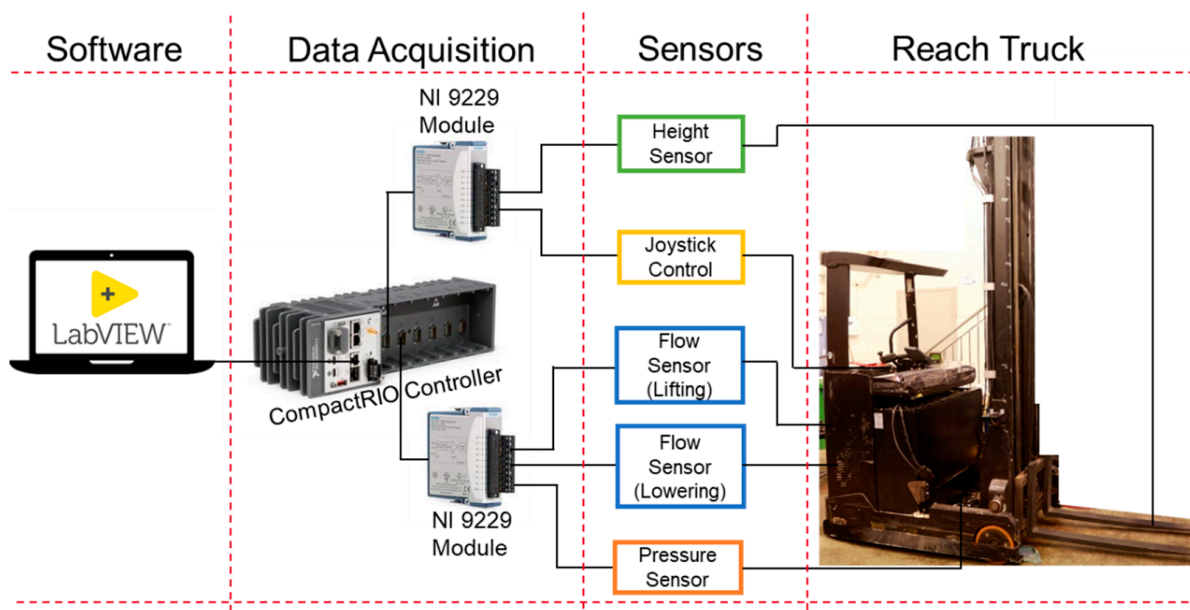 Software
Data Acquisition
Sensors
Reach Truck
NI 9229
Module
Height
Sensor
Joystick
Control
LabVIEW™
CompactRIO Controller
Flow
Sensor
(Lifting)
Flow
Sensor
(Lowering)
NI 9229
Module
Pressure
Sensor